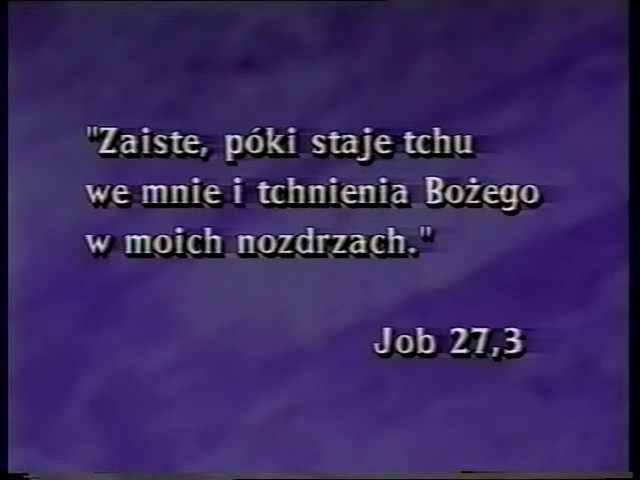 "Zaiste, póki staje tchu
we mnie i tchnienia Bożego
w moich nozdrzach."
Job 27,3